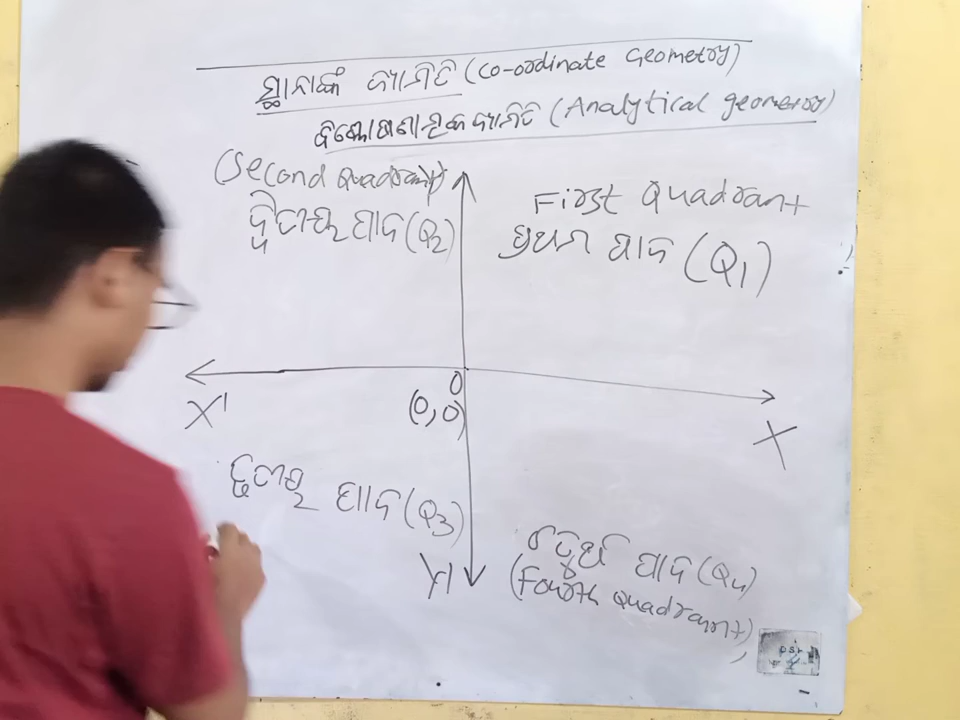 ସ୍ଥାନାଙ୍କ ଜ୍ୟାମିତି (Co-ordinate Geometry)
ବିଶ୍ଳେଷଣାତ୍ମକ ଜ୍ୟାମିତି (Analytical geometry)
(Second Quadrant)
ଦ୍ୱିତୀୟ ପାଦ (Q2)
First Quadrant
ପ୍ରଥମ ପାଦ (Q1)
X'
O
(0,0)
X
ତୃତୀୟ ପାଦ (Q3)
Y'
ଚତୁର୍ଥ ପାଦ (Q4)
(Fourth Quadrant)